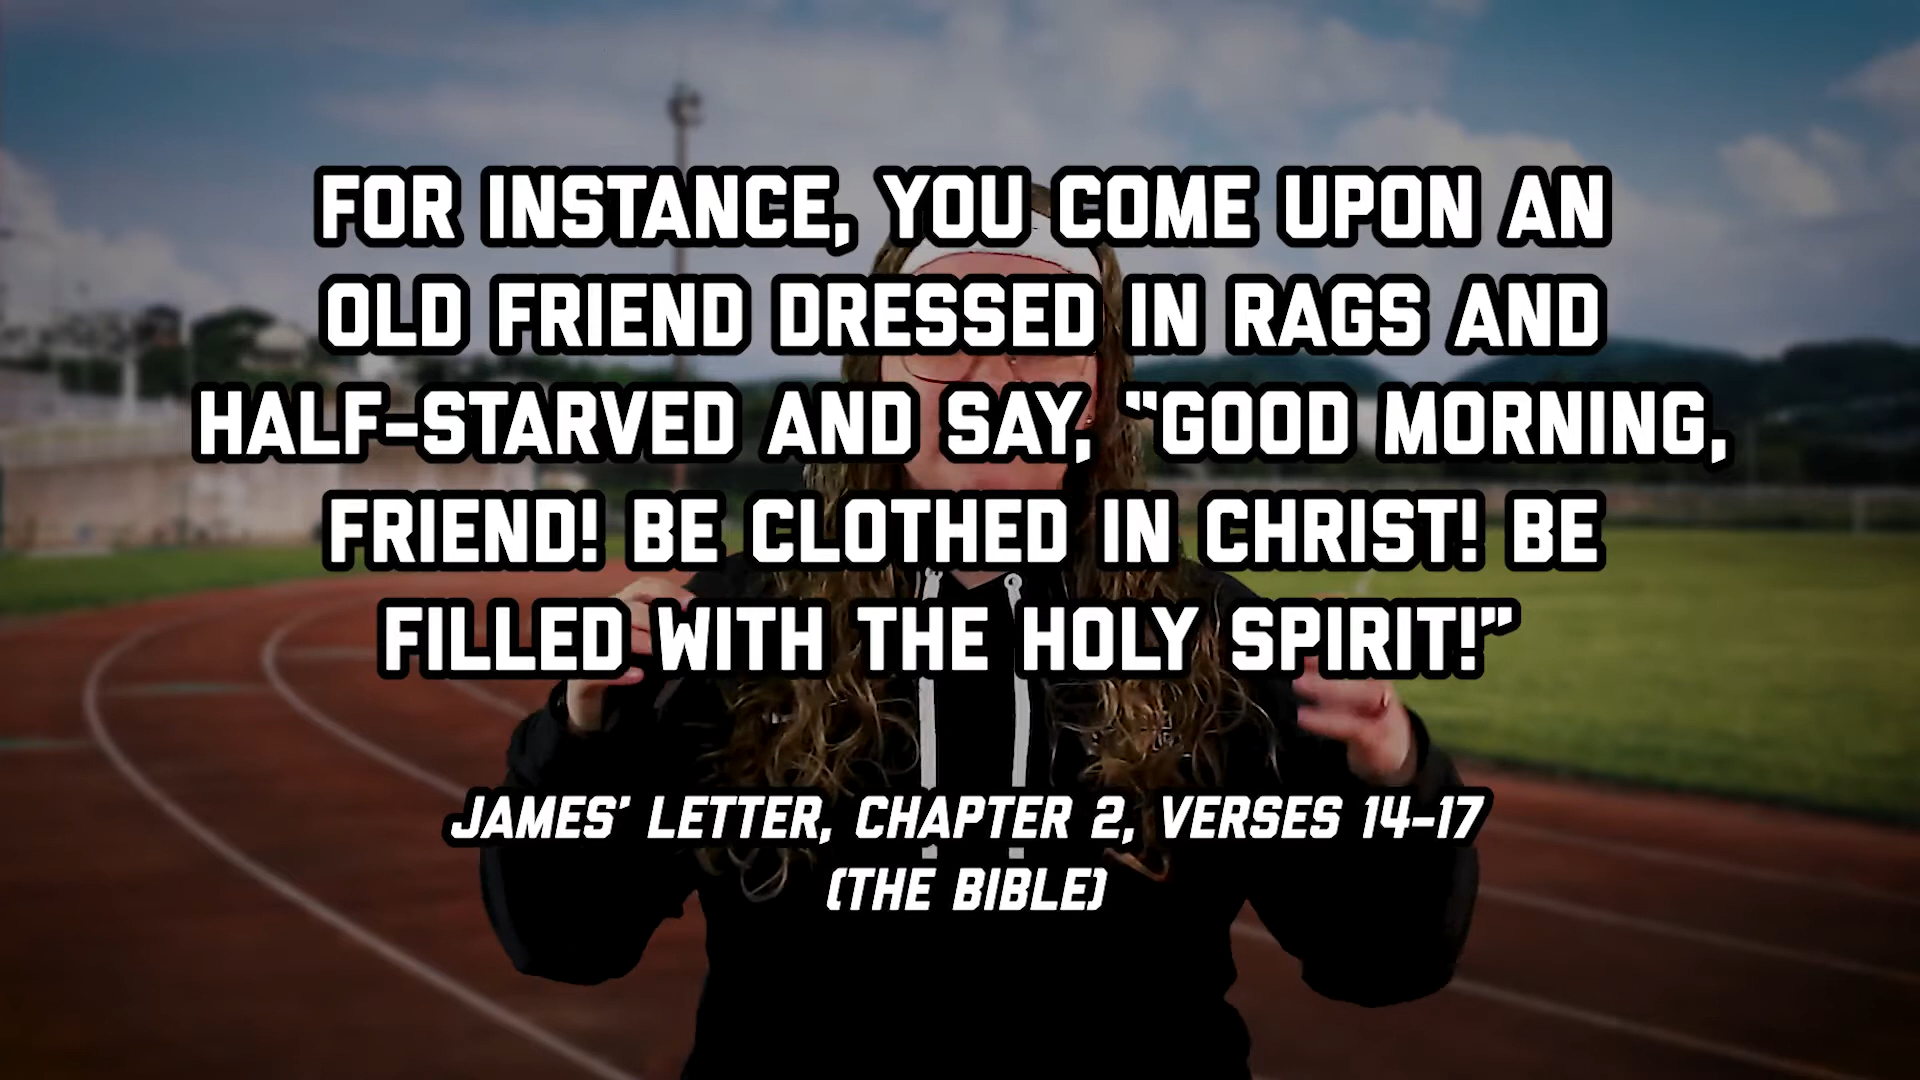 FOR INSTANCE, YOU COME UPON AN
OLD FRIEND DRESSED IN RAGS AND
HALF-STARVED AND SAY, "GOOD MORNING,
FRIEND! BE CLOTHED IN CHRIST! BE
FILLED WITH THE HOLY SPIRIT!"
JAMES' LETTER, CHAPTER 2, VERSES 14-17
(THE BIBLE)